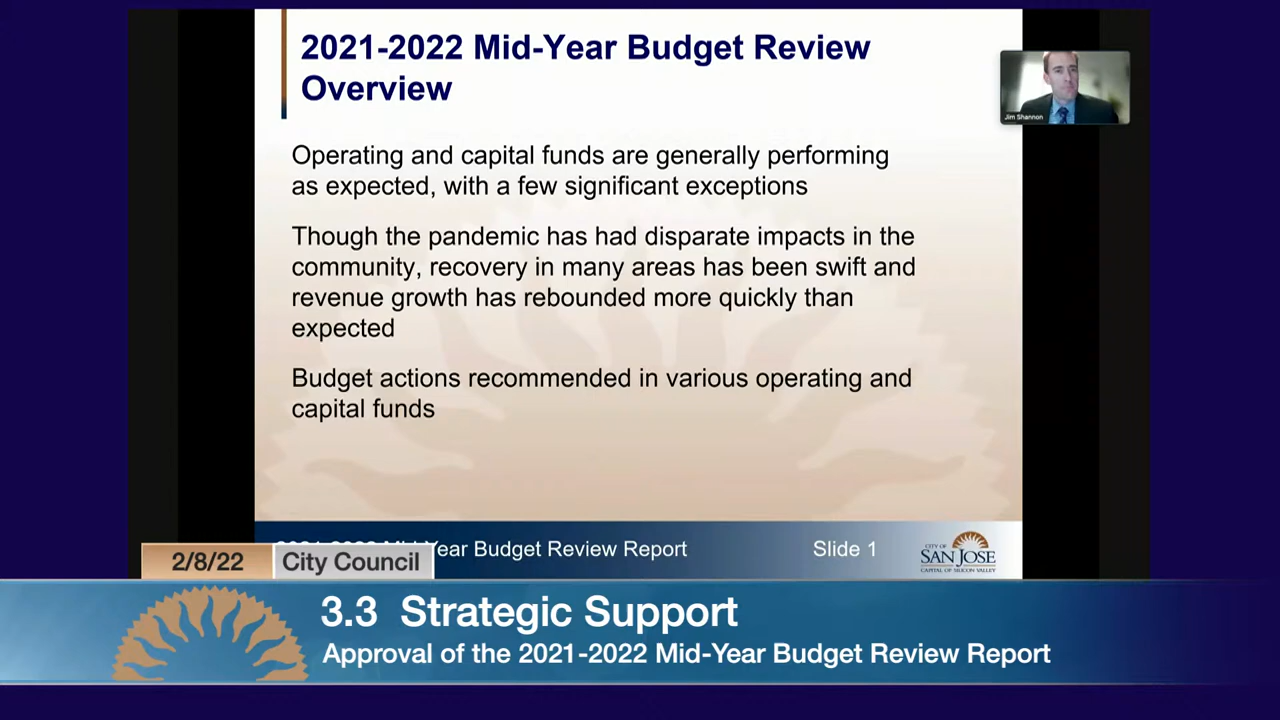 2021-2022 Mid-Year Budget Review
Overview
Jim Shannon
Operating and capital funds are generally performing
as expected, with a few significant exceptions
Though the pandemic has had disparate impacts in the
community, recovery in many areas has been swift and
revenue growth has rebounded more quickly than
expected
Budget actions recommended in various operating and
capital funds
2021-2022 Mid-Year Budget Review Report
Slide 1
CITY OF
SAN JOSE
CAPITAL OF SILICON VALLEY
2/8/22
City Council
3.3 Strategic Support
Approval of the 2021-2022 Mid-Year Budget Review Report